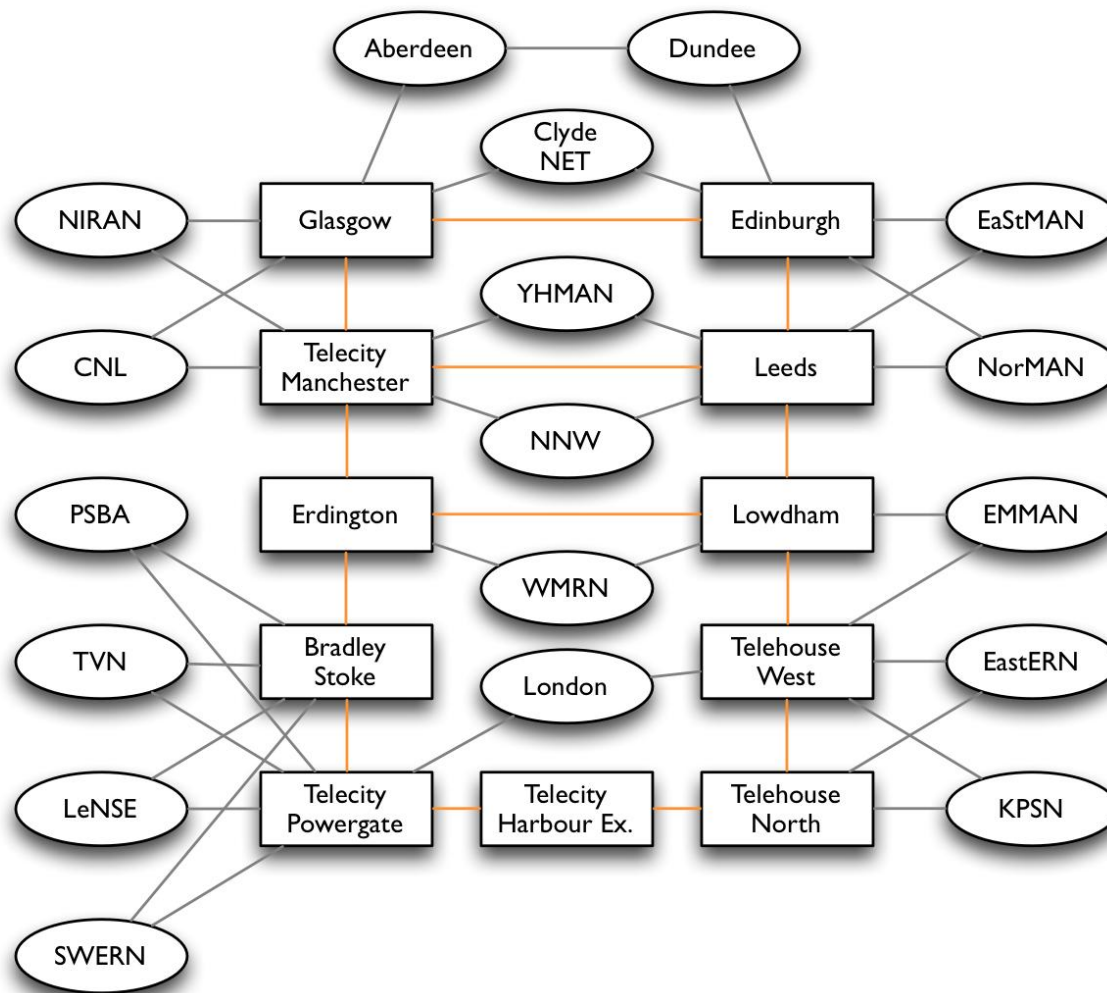 Aberdeen
Dundee
Clyde
NET
NIRAN
Glasgow
Edinburgh
EaStMAN
YHMAN
CNL
Telecity
Manchester
Leeds
NorMAN
NNW
PSBA
Erdington
Lowdham
EMMAN
WMRN
TVN
Bradley
Stoke
London
Telehouse
West
EastERN
LeNSE
Telecity
Powergate
Telecity
Harbour Ex.
Telehouse
North
KPSN
SWERN